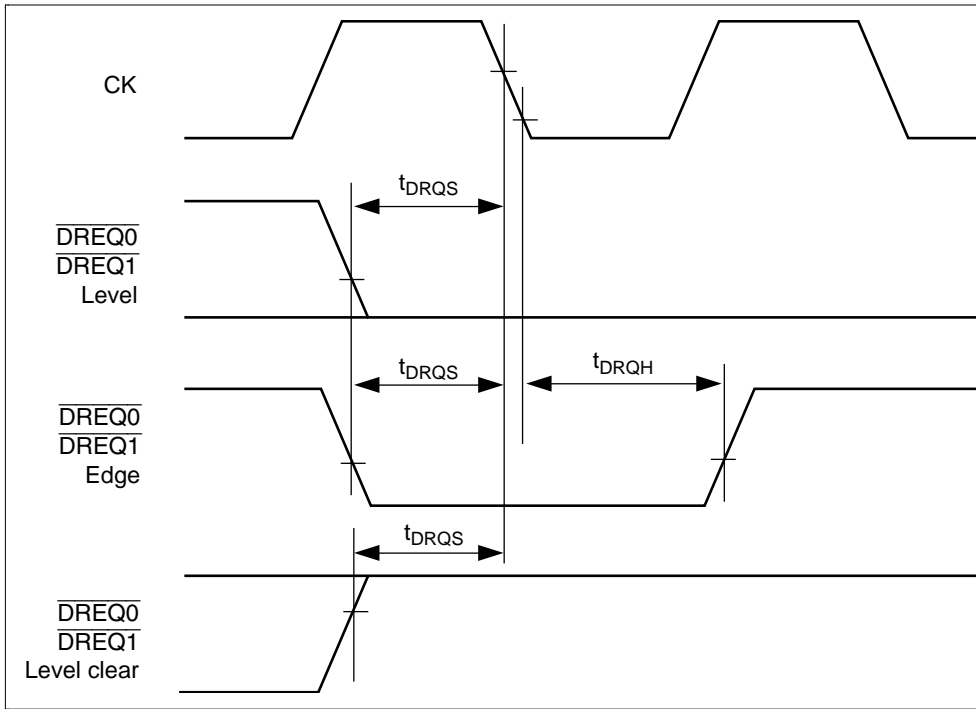 CK
tDRQS
DREQ0
DREQ1
Level
tDRQS
tDRQH
DREQ0
DREQ1
Edge
tDRQS
DREQ0
DREQ1
Level clear